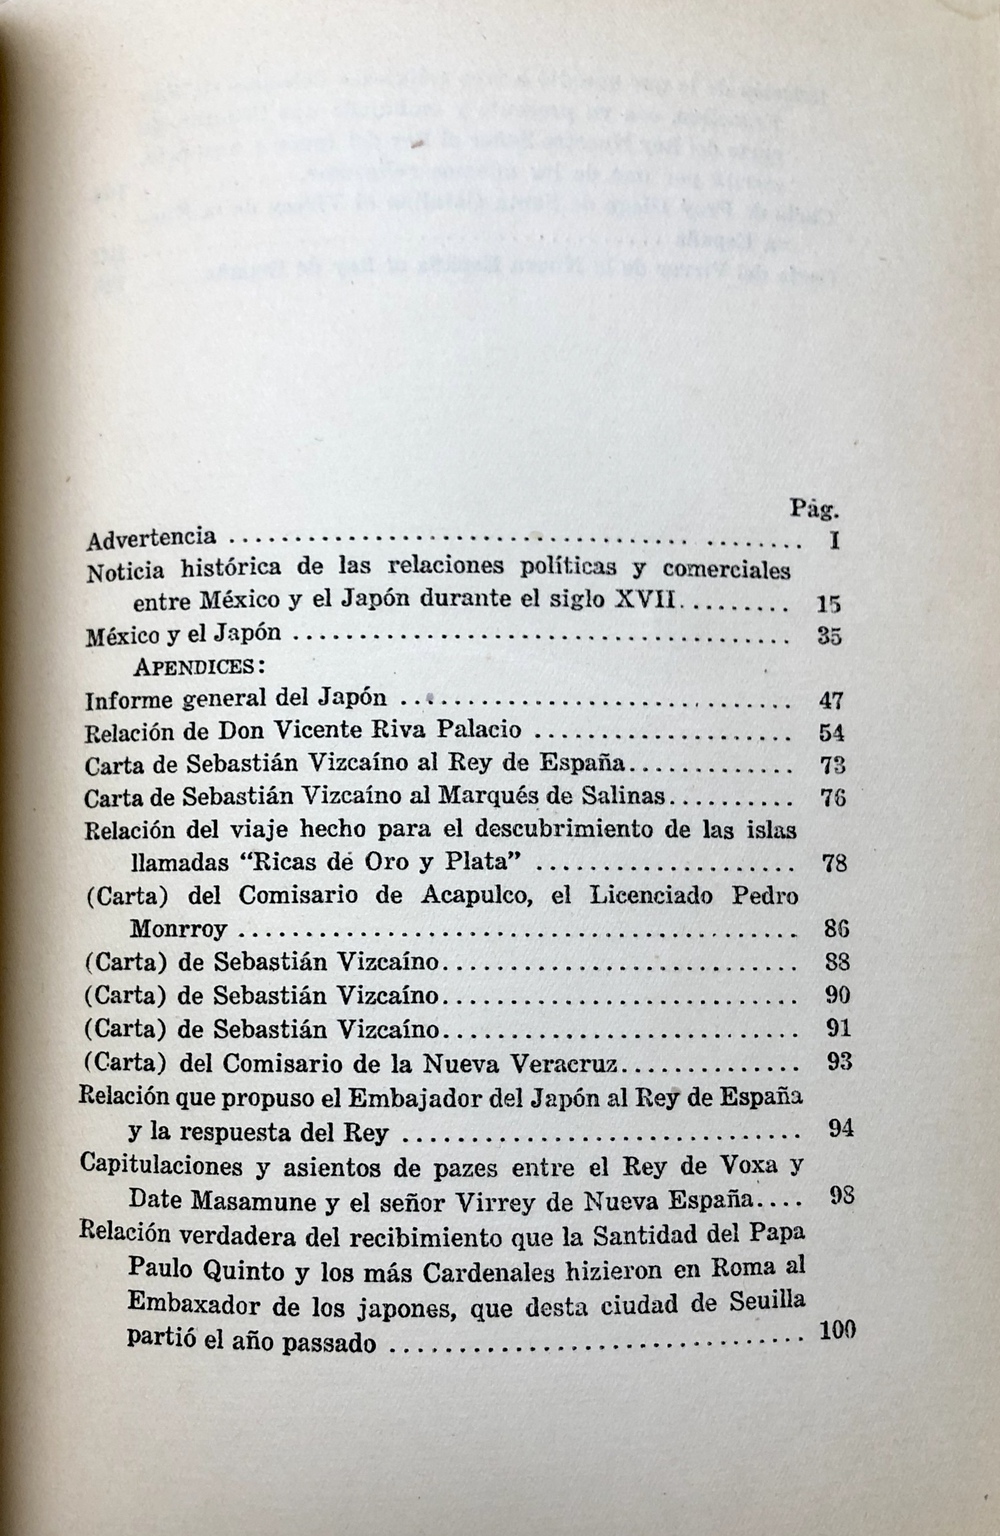 Pág.
Advertencia ........................................... I
Noticia histórica de las relaciones políticas y comerciales
entre México y el Japón durante el siglo XVII......... 15
México y el Japón ...................................... 35
APENDICES:
Informe general del Japón .............................. 47
Relación de Don Vicente Riva Palacio .................... 54
Carta de Sebastián Vizcaíno al Rey de España............. 73
Carta de Sebastián Vizcaíno al Marqués de Salinas.......... 76
Relación del viaje hecho para el descubrimiento de las islas
llamadas “Ricas de Oro y Plata” .................... 78
(Carta) del Comisario de Acapulco, el Licenciado Pedro
Monrroy .......................................... 86
(Carta) de Sebastián Vizcaíno........................... 88
(Carta) de Sebastián Vizcaíno........................... 90
(Carta) de Sebastián Vizcaíno........................... 91
(Carta) del Comisario de la Nueva Veracruz.............. 93
Relación que propuso el Embajador del Japón al Rey de España
y la respuesta del Rey .............................. 94
Capitulaciones y asientos de pazes entre el Rey de Voxa y
Date Masamune y el señor Virrey de Nueva España.... 98
Relación verdadera del recibimiento que la Santidad del Papa
Paulo Quinto y los más Cardenales hizieron en Roma al
Embaxador de los japones, que desta ciudad de Seuilla
partió el año passado ............................... 100